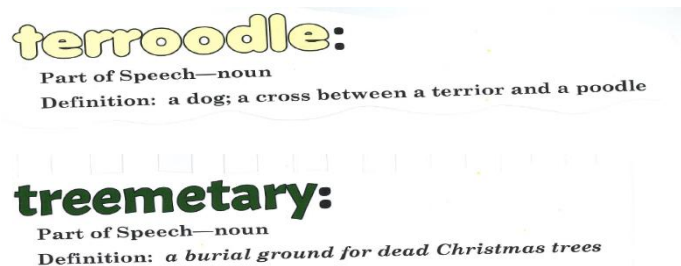 terroodle:
Part of Speech—noun
Definition: a dog; a cross between a terrior and a poodle
treemetary:
Part of Speech—noun
Definition: a burial ground for dead Christmas trees